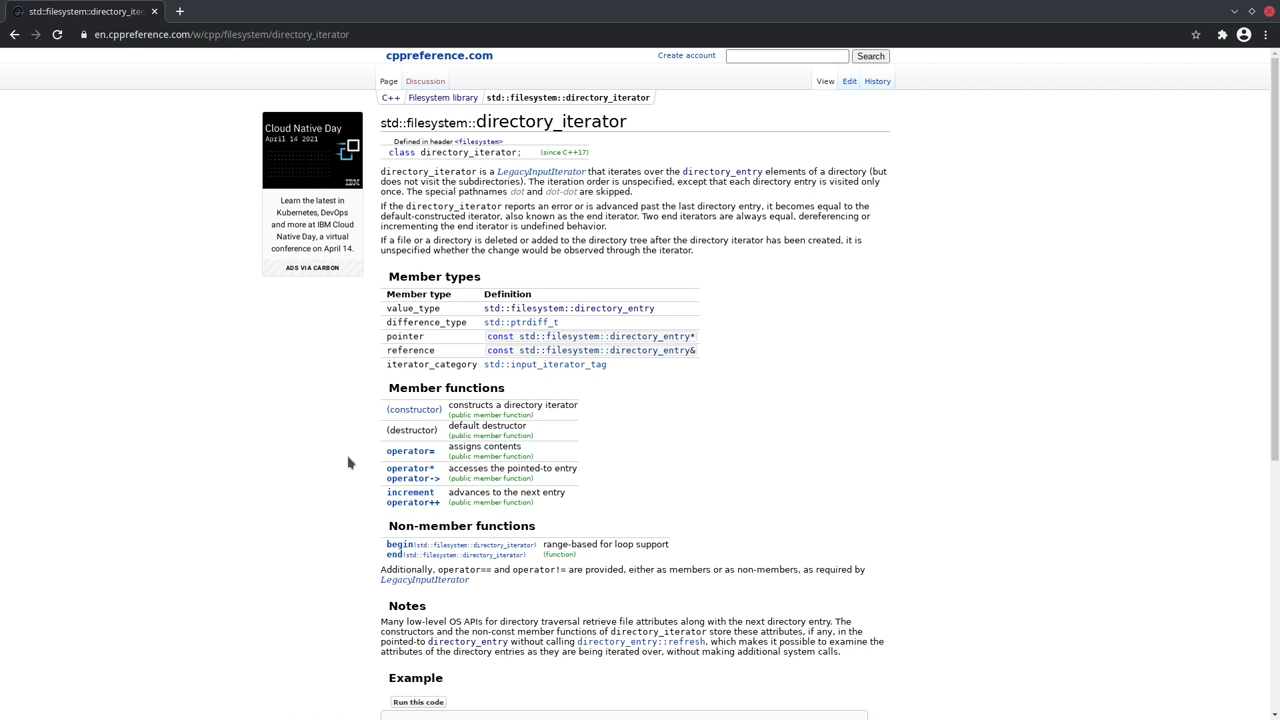 std::filesystem::directory_iter
en.cppreference.com/w/cpp/filesystem/directory_iterator
cppreference.com
Create account
Search
Page
Discussion
View
Edit
History
C++
Filesystem library
std::filesystem::directory_iterator
Cloud Native Day
April 14 2021
IBM
Learn the latest in
Kubernetes, DevOps
and more at IBM Cloud
Native Day, a virtual
conference on April 14.
ADS VIA CARBON
std::filesystem::directory_iterator
Defined in header <filesystem>
class directory_iterator; (since C++17)
directory_iterator is a LegacyInputIterator that iterates over the directory_entry elements of a directory (but
does not visit the subdirectories). The iteration order is unspecified, except that each directory entry is visited only
once. The special pathnames dot and dot-dot are skipped.
If the directory_iterator reports an error or is advanced past the last directory entry, it becomes equal to the
default-constructed iterator, also known as the end iterator. Two end iterators are always equal, dereferencing or
incrementing the end iterator is undefined behavior.
If a file or a directory is deleted or added to the directory tree after the directory iterator has been created, it is
unspecified whether the change would be observed through the iterator.
Member types
Member type Definition
value_type std::filesystem::directory_entry
difference_type std::ptrdiff_t
pointer const std::filesystem::directory_entry*
reference const std::filesystem::directory_entry&
iterator_category std::input_iterator_tag
Member functions
(constructor) constructs a directory iterator
(public member function)
(destructor) default destructor
(public member function)
operator= assigns contents
(public member function)
operator* accesses the pointed-to entry
operator-> (public member function)
increment advances to the next entry
operator++ (public member function)
Non-member functions
begin(std::filesystem::directory_iterator) range-based for loop support
end(std::filesystem::directory_iterator) (function)
Additionally, operator== and operator!= are provided, either as members or as non-members, as required by
LegacyInputIterator
Notes
Many low-level OS APIs for directory traversal retrieve file attributes along with the next directory entry. The
constructors and the non-const member functions of directory_iterator store these attributes, if any, in the
pointed-to directory_entry without calling directory_entry::refresh, which makes it possible to examine the
attributes of the directory entries as they are being iterated over, without making additional system calls.
Example
Run this code